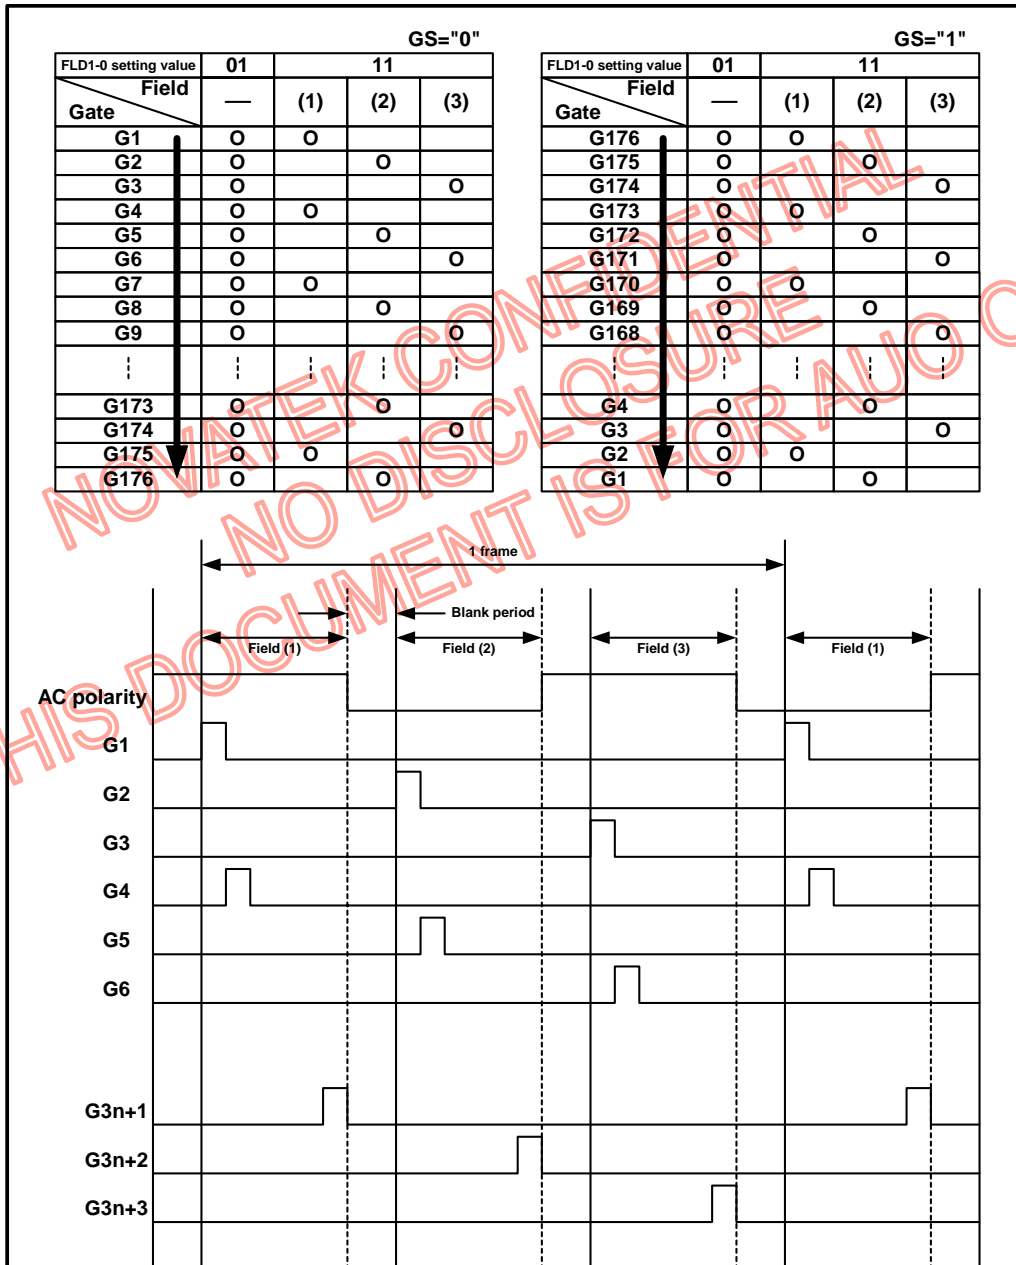 GS="0"
FLD1-0 setting value 01 11
Field
Gate — (1) (2) (3)
G1 O O
G2 O O
G3 O O
G4 O O
G5 O O
G6 O O
G7 O O
G8 O O
G9 O O
G173 O O
G174 O O
G175 O O
G176 O O
GS="1"
FLD1-0 setting value 01 11
Field
Gate — (1) (2) (3)
G176 O O
G175 O O
G174 O O
G173 O O
G172 O O
G171 O O
G170 O O
G169 O O
G168 O O
G4 O O
G3 O O
G2 O O
G1 O O
NOVATEK CONFIDENTIAL
NO DISCLOSURE
HIS DOCUMENT IS FOR AUO O
1 frame
Blank period
Field (1) Field (2) Field (3) Field (1)
AC polarity
G1
G2
G3
G4
G5
G6
G3n+1
G3n+2
G3n+3